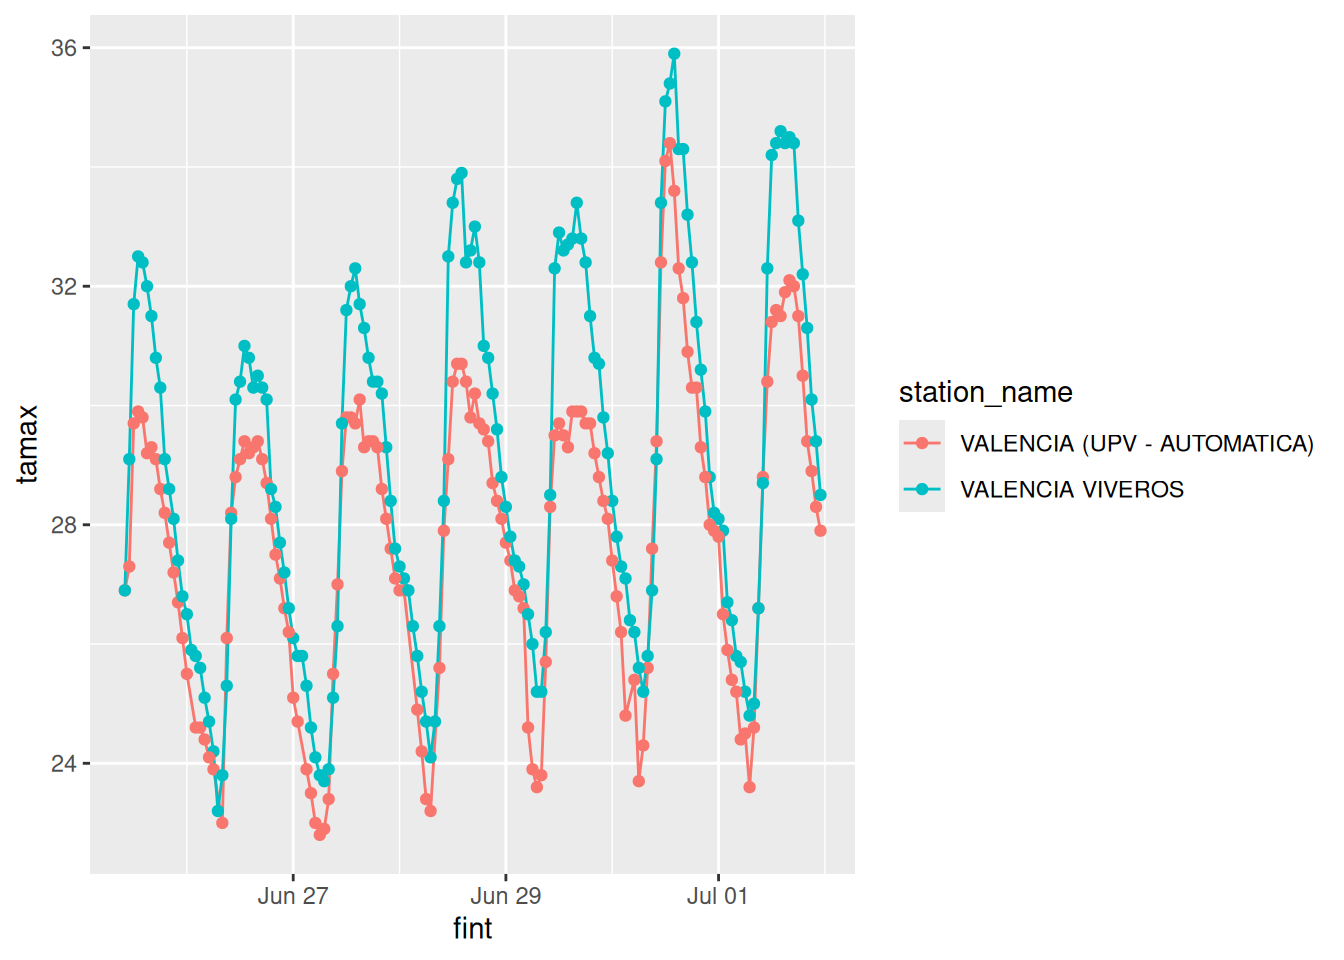 36
32
28
24
tamax
Jun 27
Jun 29
Jul 01
fint
station_name
VALENCIA (UPV - AUTOMATICA)
VALENCIA VIVEROS